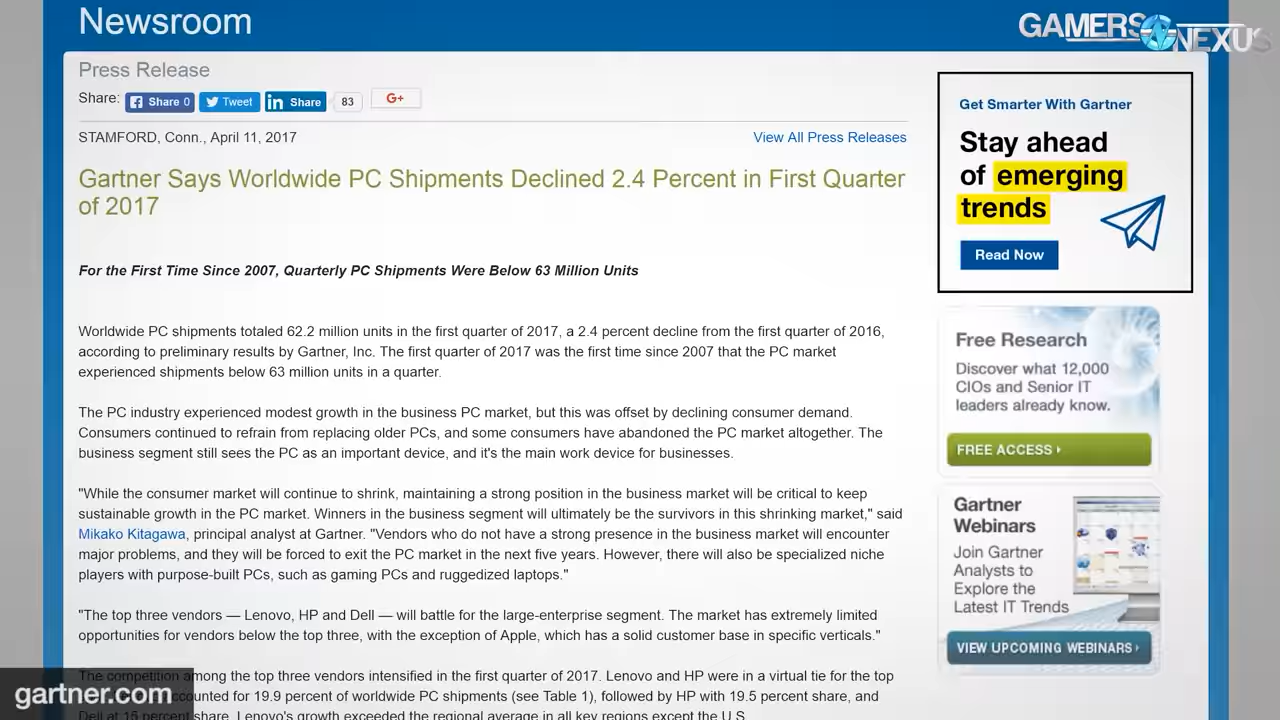 Newsroom
GAMERS NEXUS
Press Release
Share: Share 0 Tweet Share 83 G+
STAMFORD, Conn., April 11, 2017
View All Press Releases
Gartner Says Worldwide PC Shipments Declined 2.4 Percent in First Quarter
of 2017
For the First Time Since 2007, Quarterly PC Shipments Were Below 63 Million Units
Worldwide PC shipments totaled 62.2 million units in the first quarter of 2017, a 2.4 percent decline from the first quarter of 2016,
according to preliminary results by Gartner, Inc. The first quarter of 2017 was the first time since 2007 that the PC market
experienced shipments below 63 million units in a quarter.
The PC industry experienced modest growth in the business PC market, but this was offset by declining consumer demand.
Consumers continued to refrain from replacing older PCs, and some consumers have abandoned the PC market altogether. The
business segment still sees the PC as an important device, and it's the main work device for businesses.
"While the consumer market will continue to shrink, maintaining a strong position in the business market will be critical to keep
sustainable growth in the PC market. Winners in the business segment will ultimately be the survivors in this shrinking market," said
Mikako Kitagawa, principal analyst at Gartner. "Vendors who do not have a strong presence in the business market will encounter
major problems, and they will be forced to exit the PC market in the next five years. However, there will also be specialized niche
players with purpose-built PCs, such as gaming PCs and ruggedized laptops."
"The top three vendors — Lenovo, HP and Dell — will battle for the large-enterprise segment. The market has extremely limited
opportunities for vendors below the top three, with the exception of Apple, which has a solid customer base in specific verticals."
The competition among the top three vendors intensified in the first quarter of 2017. Lenovo and HP were in a virtual tie for the top
accounted for 19.9 percent of worldwide PC shipments (see Table 1), followed by HP with 19.5 percent share, and
Dell at 15 percent share. Lenovo's growth exceeded the regional average in all key regions except the U.S.
gartner.com
Get Smarter With Gartner
Stay ahead
of emerging
trends
Read Now
Free Research
Discover what 12,000
CIOs and Senior IT
leaders already know.
FREE ACCESS
Gartner
Webinars
Join Gartner
Analysts to
Explore the
Latest IT Trends
VIEW UPCOMING WEBINARS